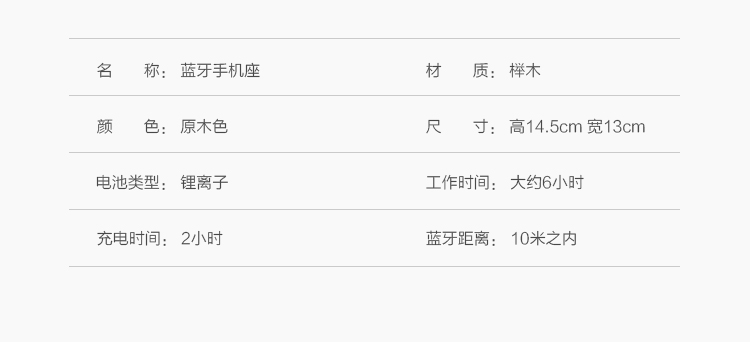 名　　称：蓝牙手机座　　材　　质：榉木
颜　　色：原木色　　尺　　寸：高14.5cm 宽13cm
电池类型：锂离子　　工作时间：大约6小时
充电时间：2小时　　蓝牙距离：10米之内